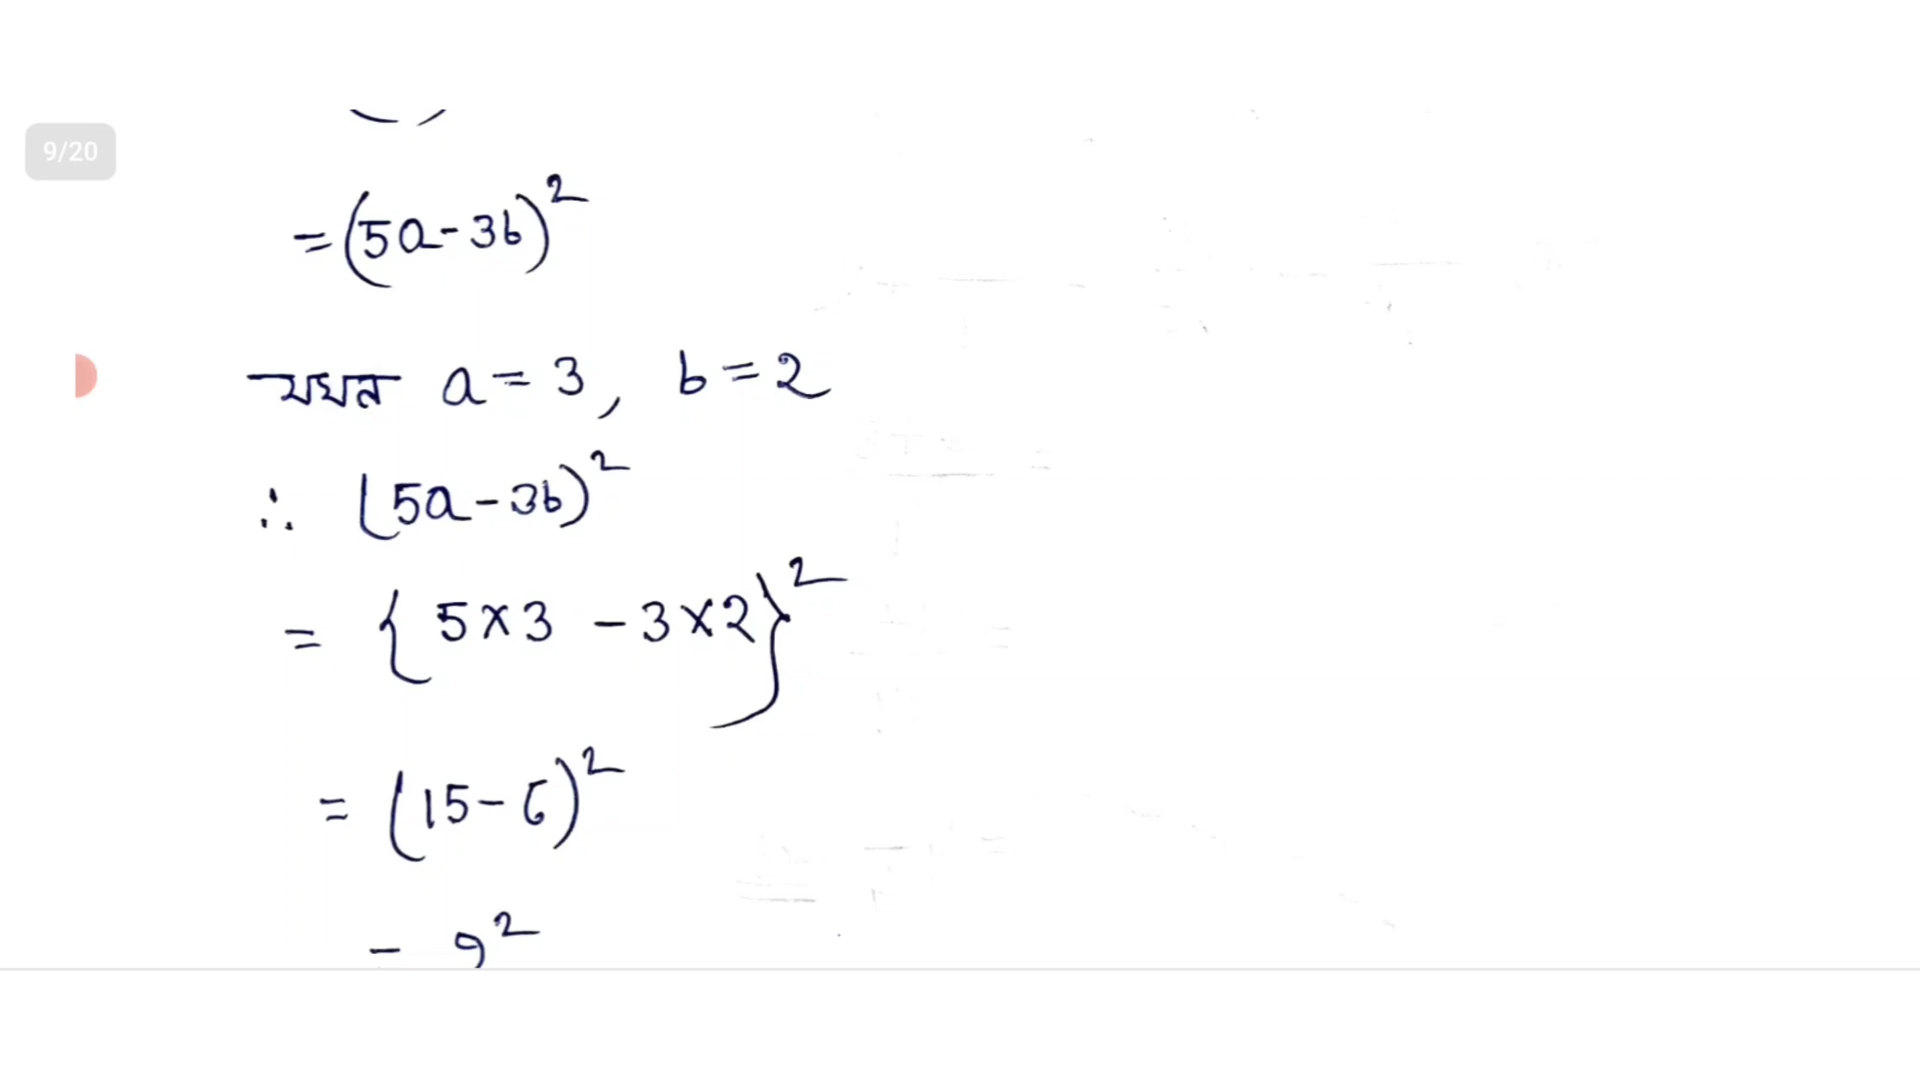 9/20
= (5a - 3b)²
যখন a = 3, b = 2
∴ (5a - 3b)²
= {5×3 - 3×2}²
= (15 - 6)²
= 9²